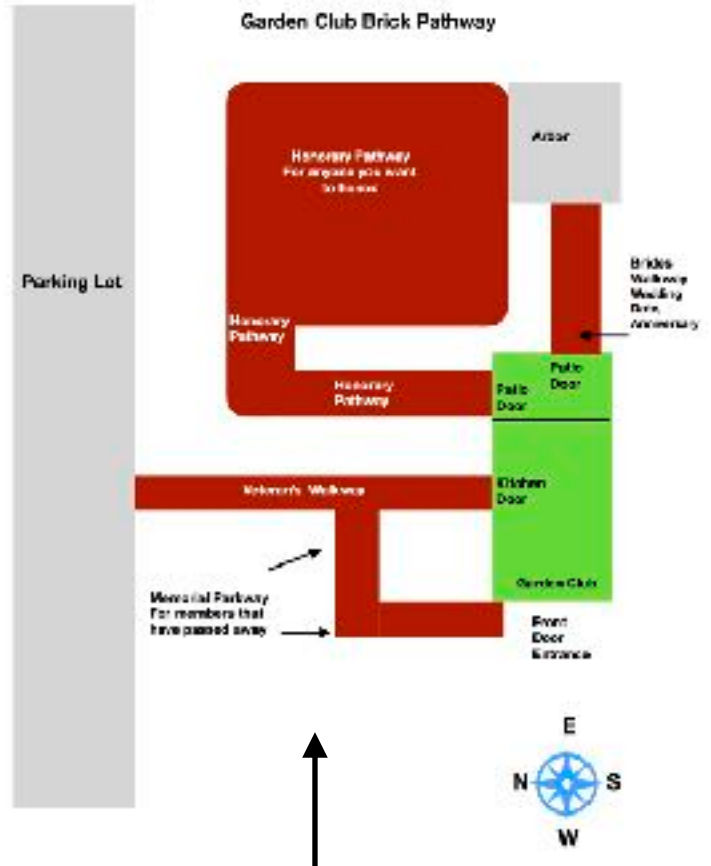 Garden Club Brick Pathway
Arbor
Honorary Pathway
For anyone you want
to honor
Parking Lot
Brides
Walkway
Wedding
Date,
Anniversary
Honorary
Pathway
Patio
Door
Honorary
Pathway
Patio
Door
Veteran's Walkway
Kitchen
Door
Garden Club
Memorial Parkway
For members that
have passed away
Front
Door
Entrance
E
N
S
W